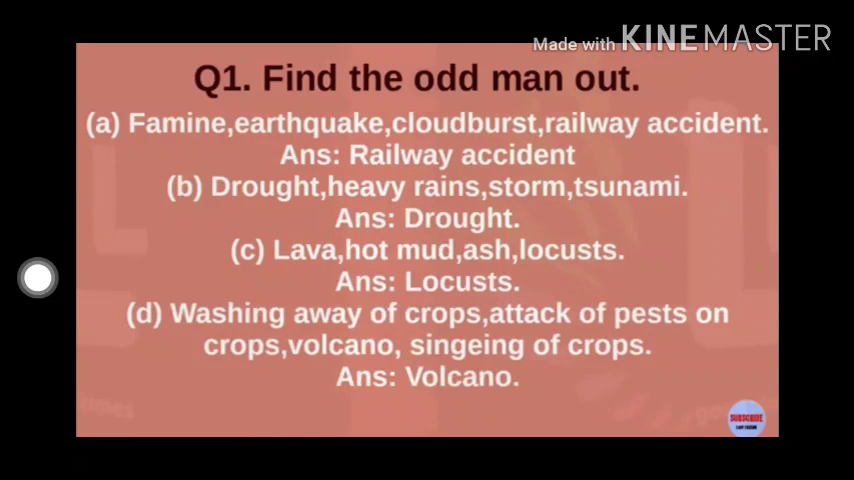 Made with KINEMASTER
Q1. Find the odd man out.
(a) Famine,earthquake,cloudburst,railway accident.
Ans: Railway accident
(b) Drought,heavy rains,storm,tsunami.
Ans: Drought.
(c) Lava,hot mud,ash,locusts.
Ans: Locusts.
(d) Washing away of crops,attack of pests on
crops,volcano, singeing of crops.
Ans: Volcano.
SUBSCRIBE